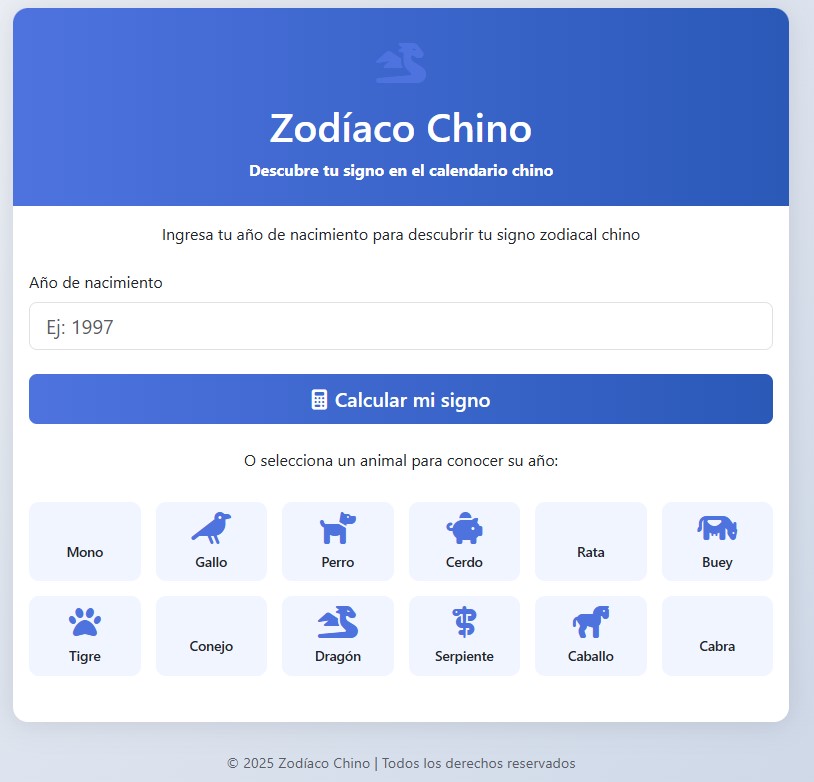 Zodíaco Chino
Descubre tu signo en el calendario chino
Ingresa tu año de nacimiento para descubrir tu signo zodiacal chino
Año de nacimiento
Ej: 1997
Calcular mi signo
O selecciona un animal para conocer su año:
Mono
Gallo
Perro
Cerdo
Rata
Buey
Tigre
Conejo
Dragón
Serpiente
Caballo
Cabra
© 2025 Zodíaco Chino | Todos los derechos reservados